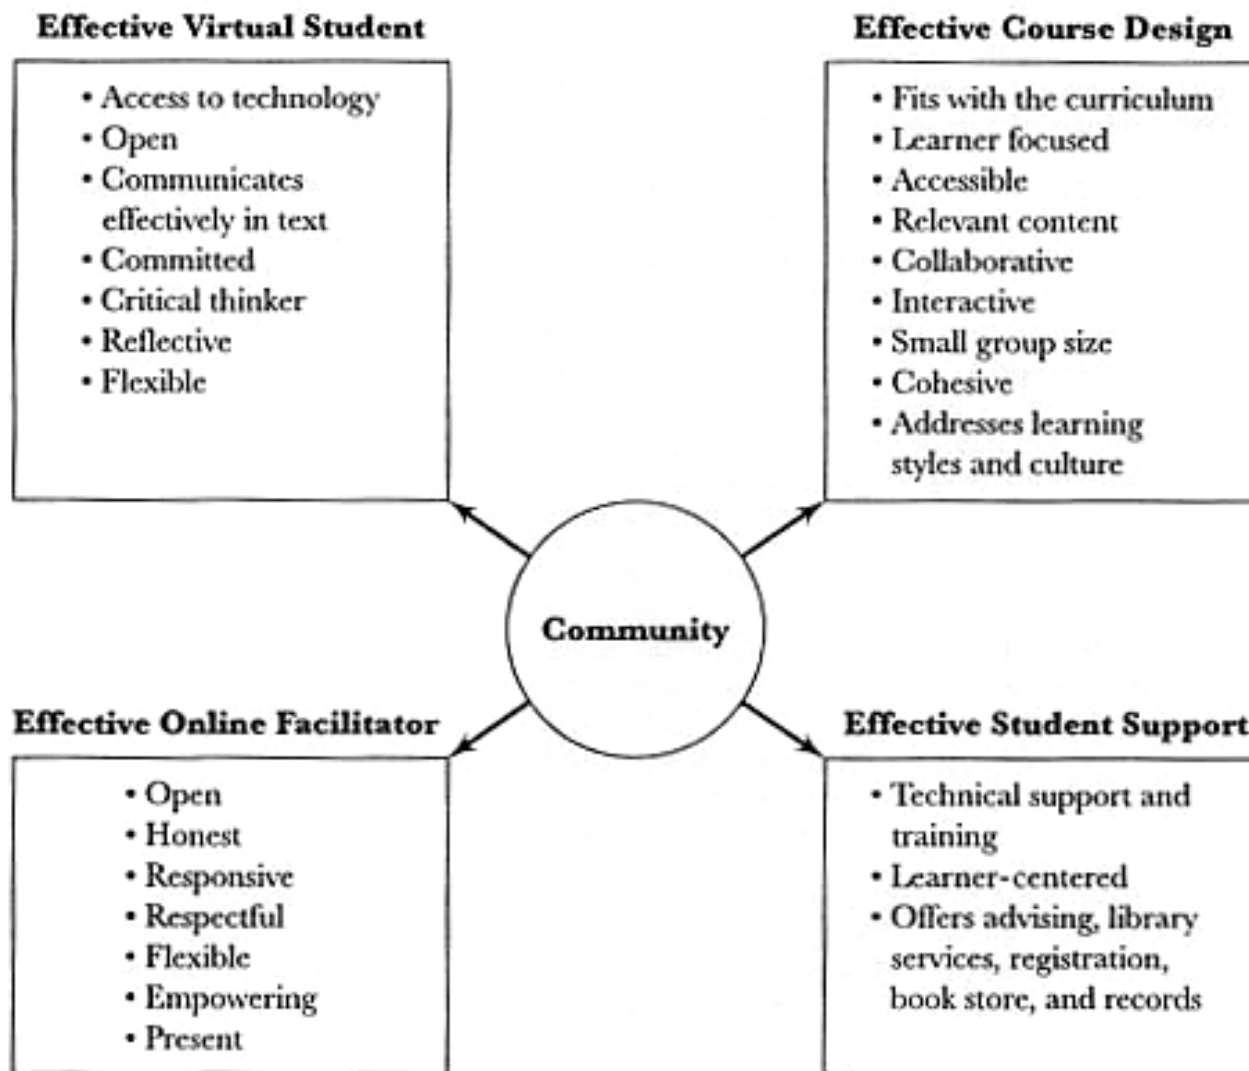 Effective Virtual Student
• Access to technology
• Open
• Communicates
effectively in text
• Committed
• Critical thinker
• Reflective
• Flexible
Effective Course Design
• Fits with the curriculum
• Learner focused
• Accessible
• Relevant content
• Collaborative
• Interactive
• Small group size
• Cohesive
• Addresses learning
styles and culture
Community
Effective Online Facilitator
• Open
• Honest
• Responsive
• Respectful
• Flexible
• Empowering
• Present
Effective Student Support
• Technical support and
training
• Learner-centered
• Offers advising, library
services, registration,
book store, and records